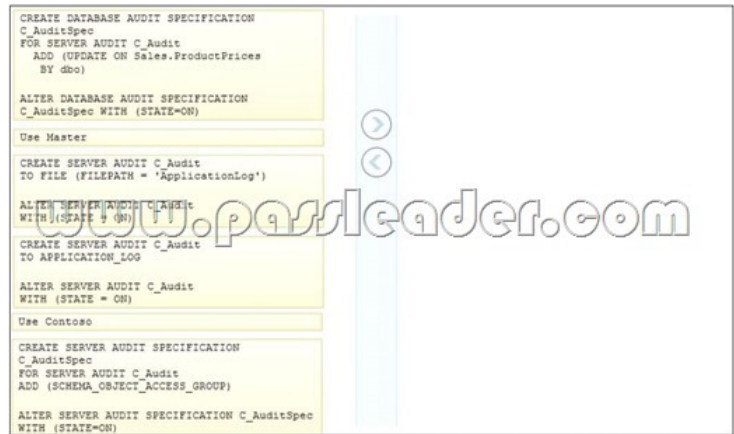 CREATE DATABASE AUDIT SPECIFICATION
C_AuditSpec
FOR SERVER AUDIT C_Audit
ADD (UPDATE ON Sales.ProductPrices
BY dbo)
ALTER DATABASE AUDIT SPECIFICATION
C_AuditSpec WITH (STATE=ON)
Use Master
CREATE SERVER AUDIT C_Audit
TO FILE (FILEPATH = 'ApplicationLog')
ALTER SERVER AUDIT C_Audit
WITH (STATE = ON)
www.passleader.com
CREATE SERVER AUDIT C_Audit
TO APPLICATION_LOG
ALTER SERVER AUDIT C_Audit
WITH (STATE = ON)
Use Contoso
CREATE SERVER AUDIT SPECIFICATION
C_AuditSpec
FOR SERVER AUDIT C_Audit
ADD (SCHEMA_OBJECT_ACCESS_GROUP)
ALTER SERVER AUDIT SPECIFICATION C_AuditSpec
WITH (STATE=ON)